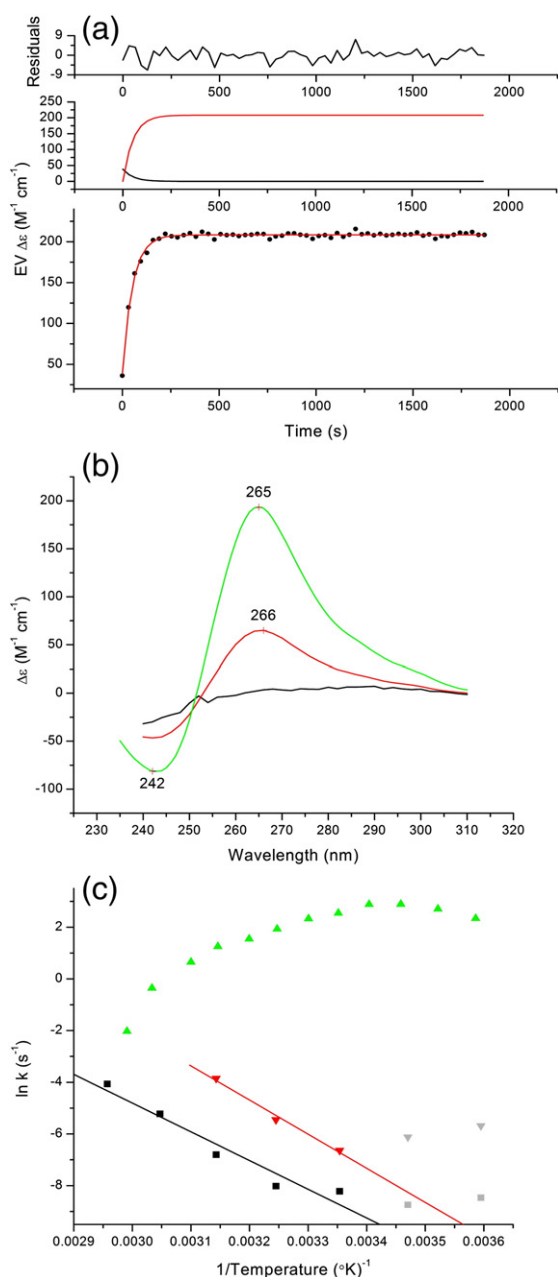 (a)
Residuals
9
0
-9
0 500 1000 1500 2000
250
200
150
100
50
0
0 500 1000 1500 2000
EV Δε (M⁻¹ cm⁻¹)
200
150
100
50
0 500 1000 1500 2000
Time (s)
(b)
265
266
242
Δε (M⁻¹ cm⁻¹)
200
150
100
50
0
-50
-100
230 240 250 260 270 280 290 300 310 320
Wavelength (nm)
(c)
ln k (s⁻¹)
2
0
-2
-4
-6
-8
0.0029 0.0030 0.0031 0.0032 0.0033 0.0034 0.0035 0.0036
1/Temperature (°K)⁻¹